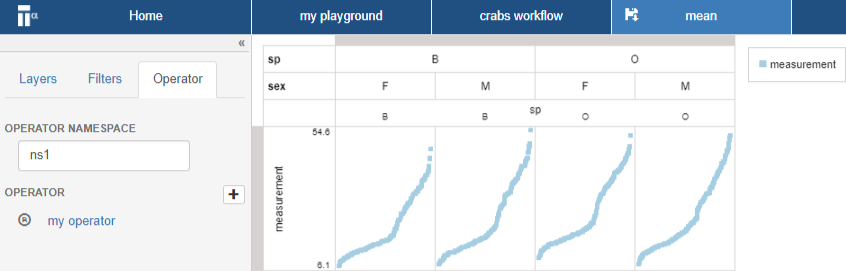 α Home my playground crabs workflow mean
«
Layers Filters Operator
OPERATOR NAMESPACE
ns1
OPERATOR +
R my operator
sp B O
sex F M F M
sp
B B O O
54.6
measurement
6.1
measurement